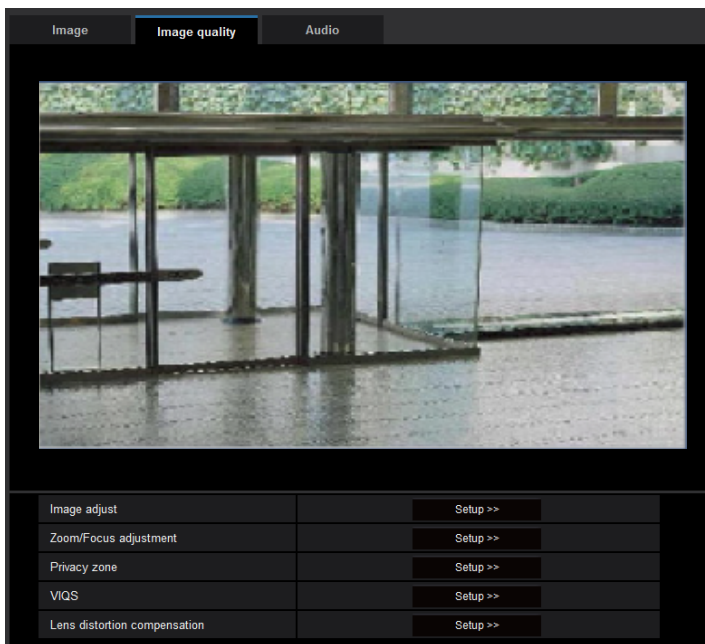 Image Image quality Audio
Image adjust Setup >>
Zoom/Focus adjustment Setup >>
Privacy zone Setup >>
VIQS Setup >>
Lens distortion compensation Setup >>